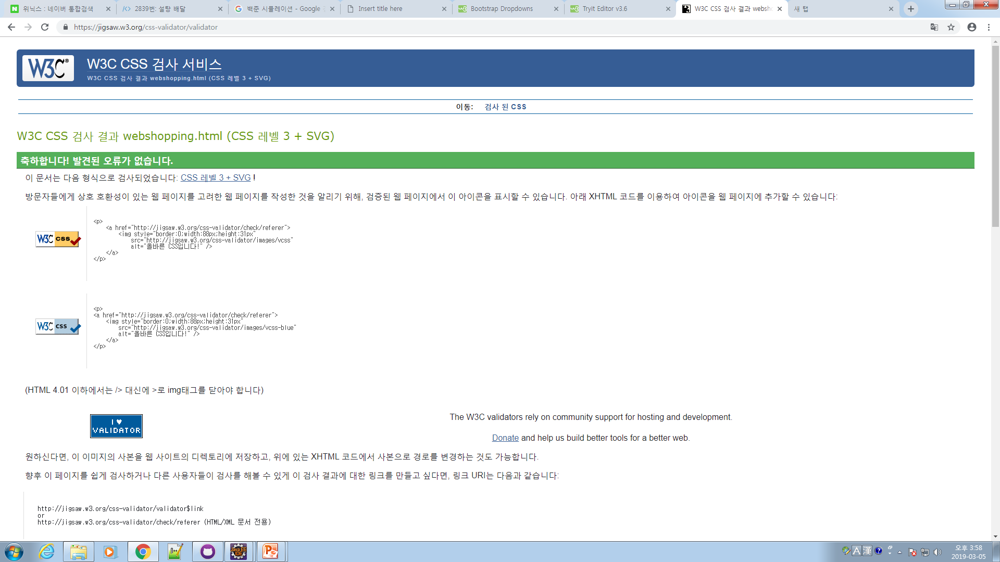 위닉스 : 네이버 통합검색
2839번: 설탕 배달
백준 시뮬레이션 - Google
Insert title here
Bootstrap Dropdowns
Tryit Editor v3.6
W3C CSS 검사 결과 websh
새 탭
https://jigsaw.w3.org/css-validator/validator
W3C®
W3C CSS 검사 서비스
W3C CSS 검사 결과 webshopping.html (CSS 레벨 3 + SVG)
이동: 검사 된 CSS
W3C CSS 검사 결과 webshopping.html (CSS 레벨 3 + SVG)
축하합니다! 발견된 오류가 없습니다.
이 문서는 다음 형식으로 검사되었습니다: CSS 레벨 3 + SVG !
방문자들에게 상호 호환성이 있는 웹 페이지를 고려한 웹 페이지를 작성한 것을 알리기 위해, 검증된 웹 페이지에서 이 아이콘을 표시할 수 있습니다. 아래 XHTML 코드를 이용하여 아이콘을 웹 페이지에 추가할 수 있습니다:
W3C css
<p>
<a href="http://jigsaw.w3.org/css-validator/check/referer">
<img style="border:0;width:88px;height:31px"
src="http://jigsaw.w3.org/css-validator/images/vcss"
alt="올바른 CSS입니다!" />
</a>
</p>
W3C css
<p>
<a href="http://jigsaw.w3.org/css-validator/check/referer">
<img style="border:0;width:88px;height:31px"
src="http://jigsaw.w3.org/css-validator/images/vcss-blue"
alt="올바른 CSS입니다!" />
</a>
</p>
(HTML 4.01 이하에서는 /> 대신에 >로 img태그를 닫아야 합니다)
I ♥
VALIDATOR
The W3C validators rely on community support for hosting and development.
Donate and help us build better tools for a better web.
원하신다면, 이 이미지의 사본을 웹 사이트의 디렉토리에 저장하고, 위에 있는 XHTML 코드에서 사본으로 경로를 변경하는 것도 가능합니다.
향후 이 페이지를 쉽게 검사하거나 다른 사용자들이 검사를 해볼 수 있게 이 검사 결과에 대한 링크를 만들고 싶다면, 링크 URI는 다음과 같습니다:
http://jigsaw.w3.org/css-validator/validator$link
or
http://jigsaw.w3.org/css-validator/check/referer (HTML/XML 문서 전용)
Java EE
IDE
A 漢
오후 3:58
2019-03-05